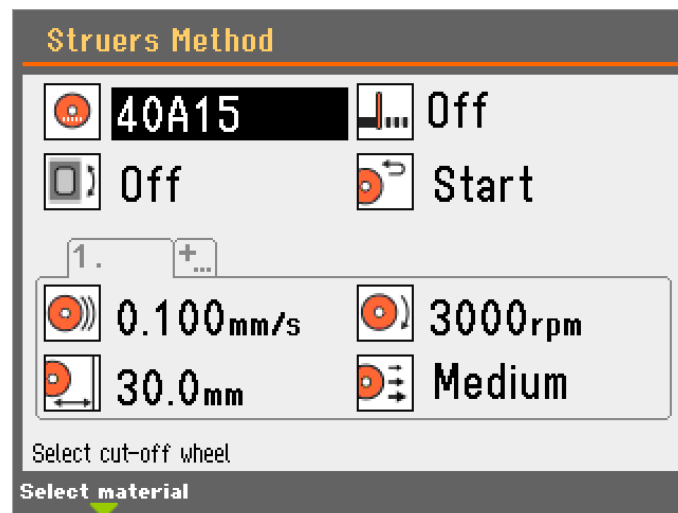 Struers Method
40A15 Off
Off Start
1. +...
0.100mm/s 3000rpm
30.0mm Medium
Select cut-off wheel
Select material